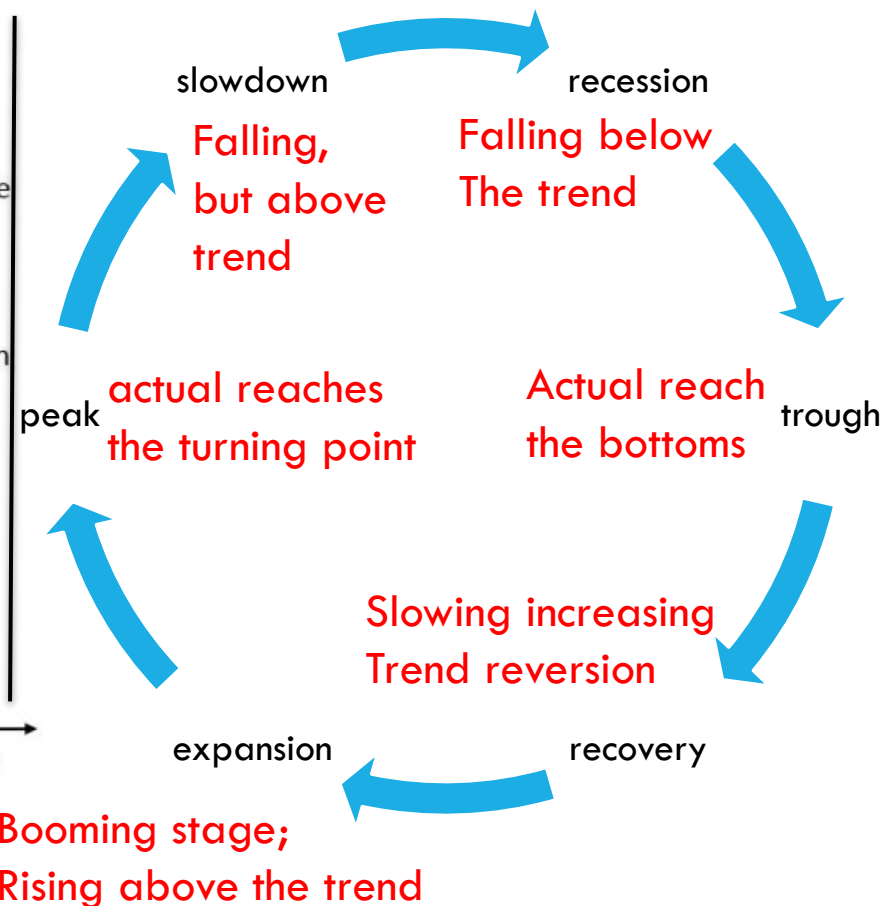 slowdown
Falling,
but above
trend
recession
Falling below
The trend
peak
actual reaches
the turning point
Actual reach
the bottoms
trough
Slowing increasing
Trend reversion
expansion
recovery
Booming stage;
Rising above the trend